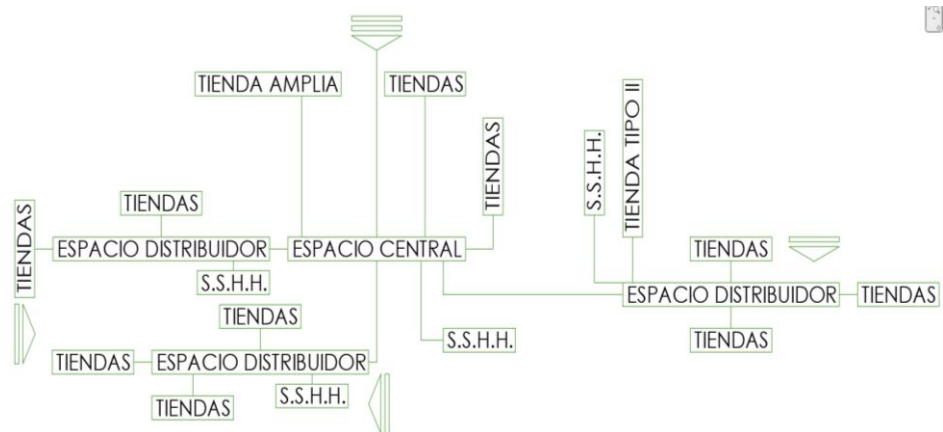 TIENDA AMPLIA
TIENDAS
TIENDAS
S.S.H.H.
TIENDA TIPO II
TIENDAS
TIENDAS
TIENDAS
ESPACIO DISTRIBUIDOR
ESPACIO CENTRAL
S.S.H.H.
ESPACIO DISTRIBUIDOR
TIENDAS
TIENDAS
TIENDAS
S.S.H.H.
TIENDAS
ESPACIO DISTRIBUIDOR
S.S.H.H.
TIENDAS